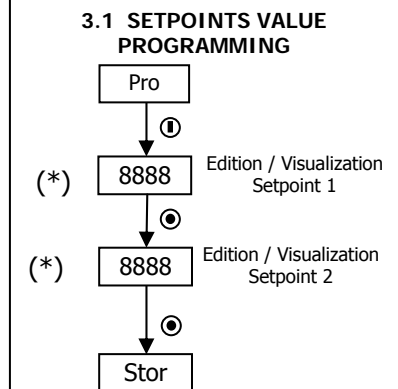 3.1 SETPOINTS VALUE
PROGRAMMING
Pro
(*) 8888 Edition / Visualization
Setpoint 1
(*) 8888 Edition / Visualization
Setpoint 2
Stor